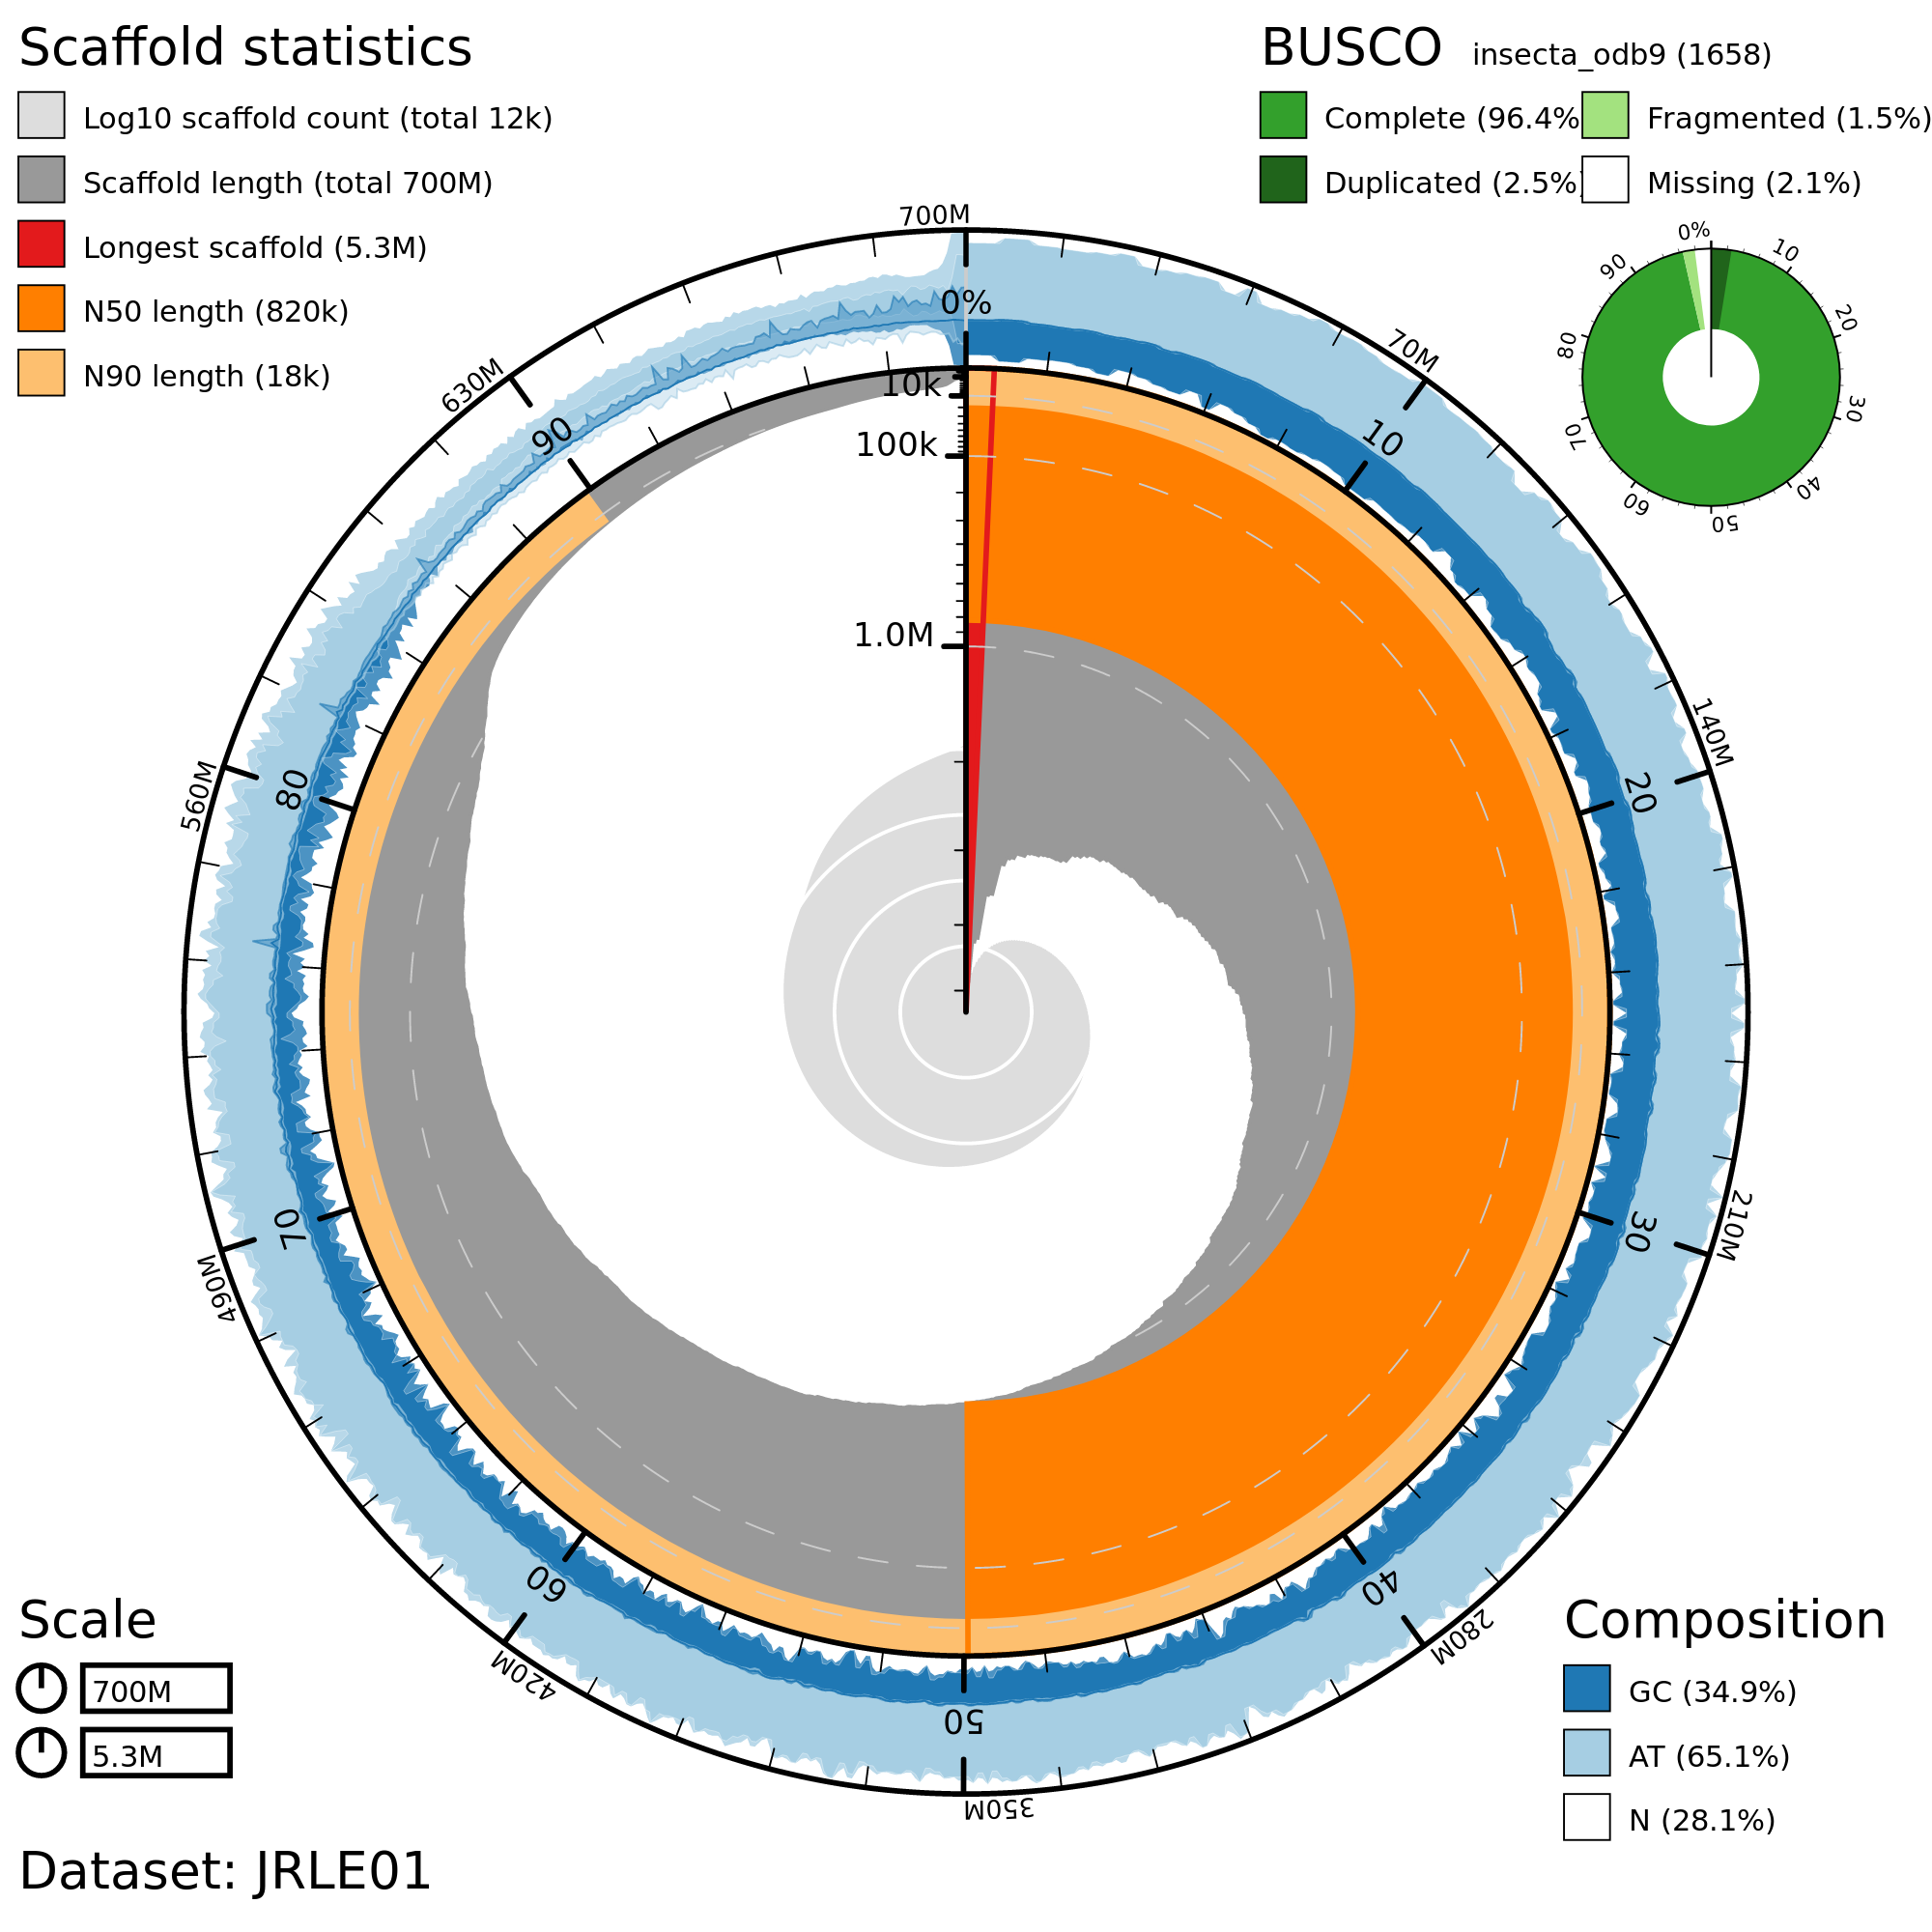 Scaffold statistics
Log10 scaffold count (total 12k)
Scaffold length (total 700M)
Longest scaffold (5.3M)
N50 length (820k)
N90 length (18k)
BUSCO insecta_odb9 (1658)
Complete (96.4%
Fragmented (1.5%)
Duplicated (2.5%)
Missing (2.1%)
0%
10
20
30
40
50
60
70
80
90
700M
70M
140M
210M
280M
350M
420M
490M
560M
630M
0%
10
20
30
40
50
60
70
80
90
10k
100k
1.0M
Scale
700M
5.3M
Composition
GC (34.9%)
AT (65.1%)
N (28.1%)
Dataset: JRLE01